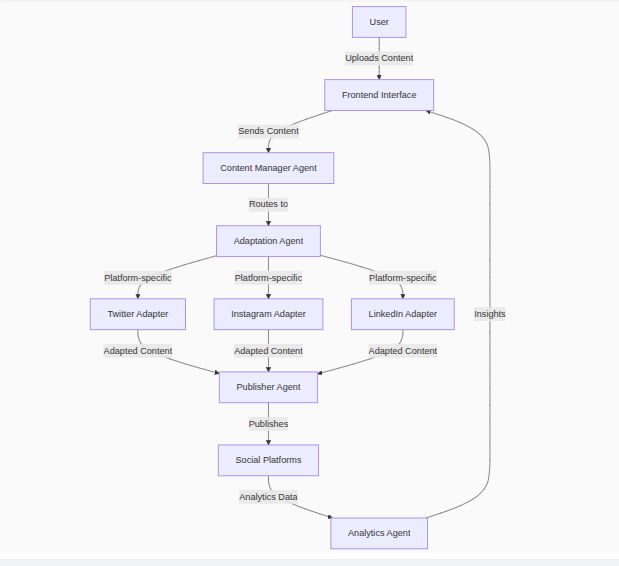 User
Uploads Content
Frontend Interface
Sends Content
Content Manager Agent
Routes to
Adaptation Agent
Platform-specific
Platform-specific
Platform-specific
Twitter Adapter
Instagram Adapter
LinkedIn Adapter
Insights
Adapted Content
Adapted Content
Adapted Content
Publisher Agent
Publishes
Social Platforms
Analytics Data
Analytics Agent